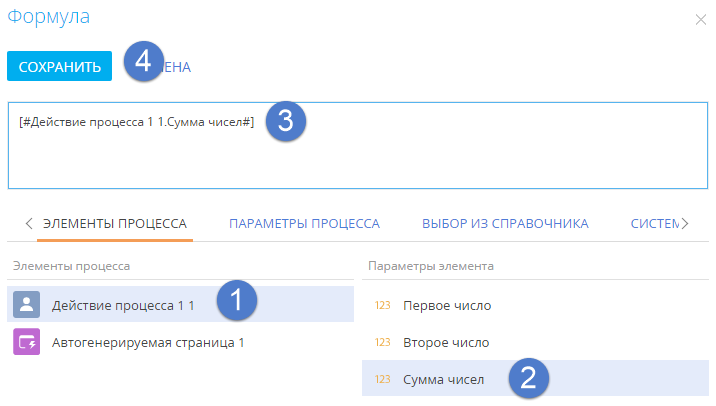 Формула
СОХРАНИТЬ 4 ЕНА
[#Действие процесса 1 1.Сумма чисел#] 3
ЭЛЕМЕНТЫ ПРОЦЕССА ПАРАМЕТРЫ ПРОЦЕССА ВЫБОР ИЗ СПРАВОЧНИКА СИСТЕМ
Элементы процесса Параметры элемента
Действие процесса 1 1 1 123 Первое число
Автогенерируемая страница 1 123 Второе число
123 Сумма чисел 2